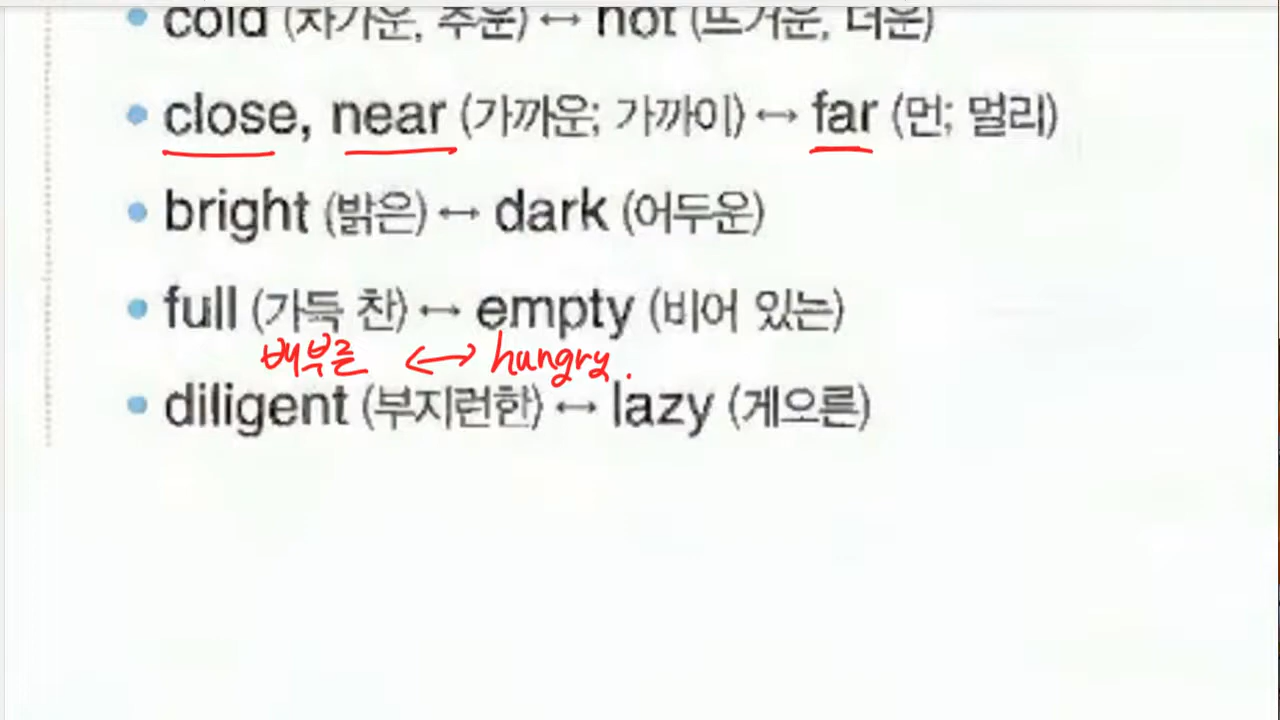 • cold (차가운, 추운) ↔ hot (뜨거운, 더운)
• close, near (가까운; 가까이) ↔ far (먼; 멀리)
• bright (밝은) ↔ dark (어두운)
• full (가득 찬) ↔ empty (비어 있는)
배부른 ↔ hungry.
• diligent (부지런한) ↔ lazy (게으른)